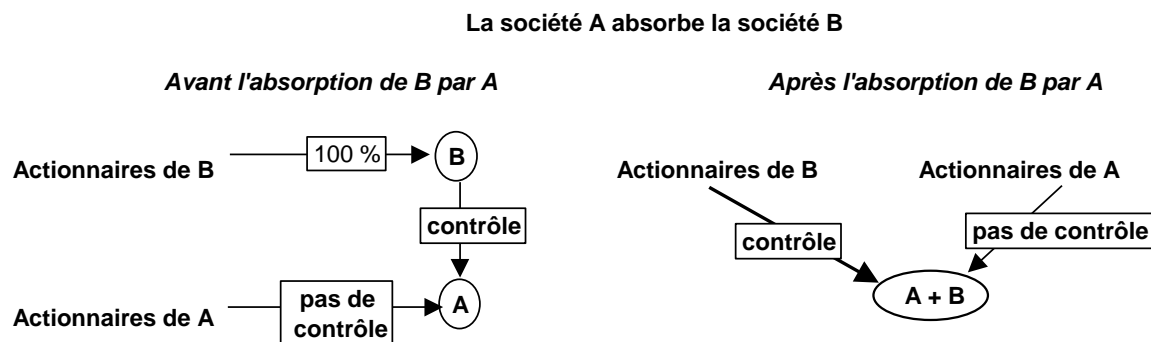 La société A absorbe la société B
Avant l'absorption de B par A
Après l'absorption de B par A
Actionnaires de B
100 %
B
contrôle
Actionnaires de A
pas de
contrôle
A
Actionnaires de B
Actionnaires de A
contrôle
pas de contrôle
A + B